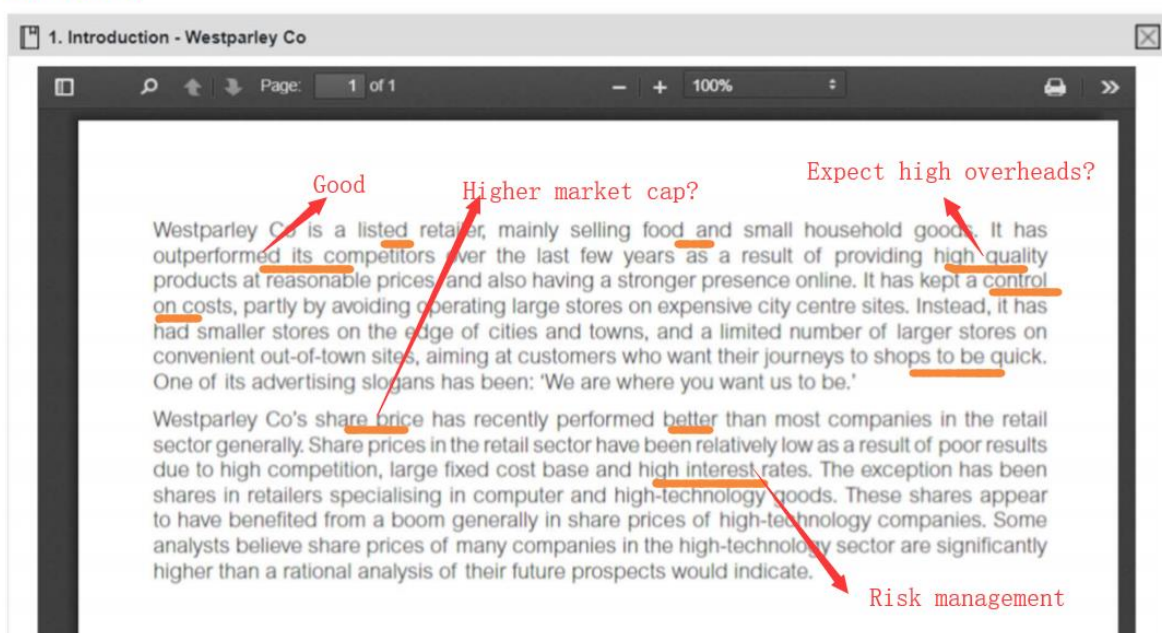 1. Introduction - Westparley Co
Page: 1 of 1 100%
Good
Higher market cap?
Expect high overheads?
Westparley Co is a listed retailer, mainly selling food and small household goods. It has
outperformed its competitors over the last few years as a result of providing high quality
products at reasonable prices, and also having a stronger presence online. It has kept a control
on costs, partly by avoiding operating large stores on expensive city centre sites. Instead, it has
had smaller stores on the edge of cities and towns, and a limited number of larger stores on
convenient out-of-town sites, aiming at customers who want their journeys to shops to be quick.
One of its advertising slogans has been: 'We are where you want us to be.'
Westparley Co's share price has recently performed better than most companies in the retail
sector generally. Share prices in the retail sector have been relatively low as a result of poor results
due to high competition, large fixed cost base and high interest rates. The exception has been
shares in retailers specialising in computer and high-technology goods. These shares appear
to have benefited from a boom generally in share prices of high-technology companies. Some
analysts believe share prices of many companies in the high-technology sector are significantly
higher than a rational analysis of their future prospects would indicate.
Risk management